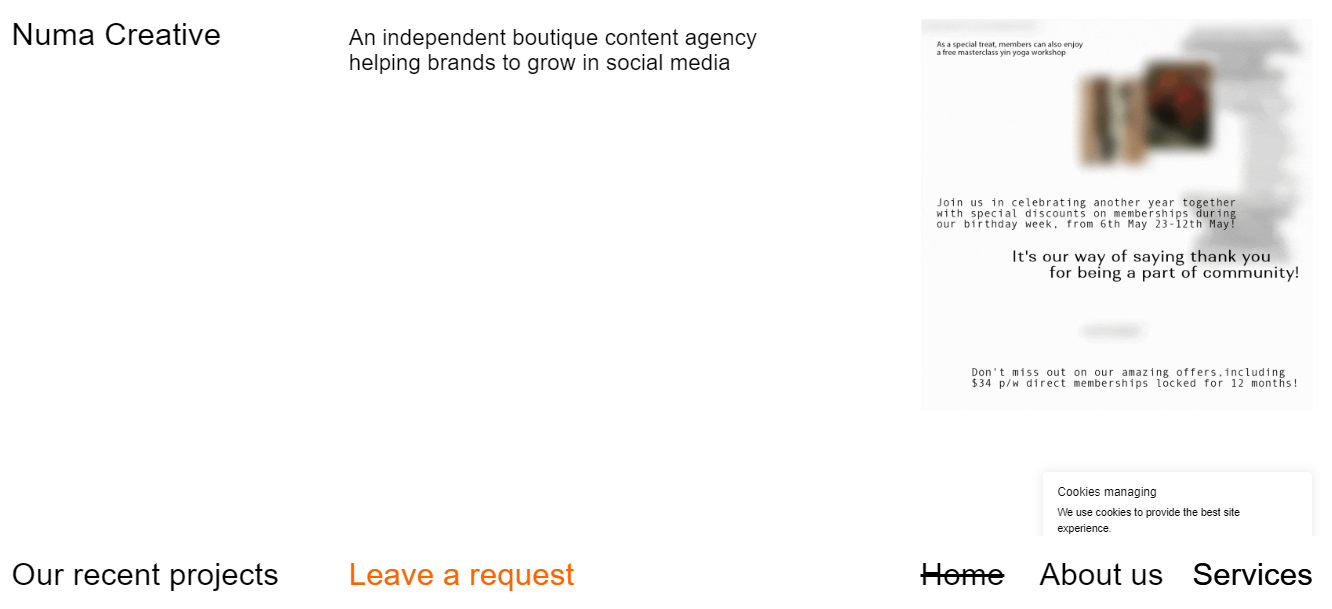 Numa Creative
An independent boutique content agency
helping brands to grow in social media
As a special treat, members can also enjoy
a free masterclass yin yoga workshop
Join us in celebrating another year together
with special discounts on memberships during
our birthday week, from 6th May 23-12th May!
It's our way of saying thank you
for being a part of community!
Don't miss out on our amazing offers,including
$34 p/w direct memberships locked for 12 months!
Cookies managing
We use cookies to provide the best site
experience.
Our recent projects
Leave a request
Home
About us
Services